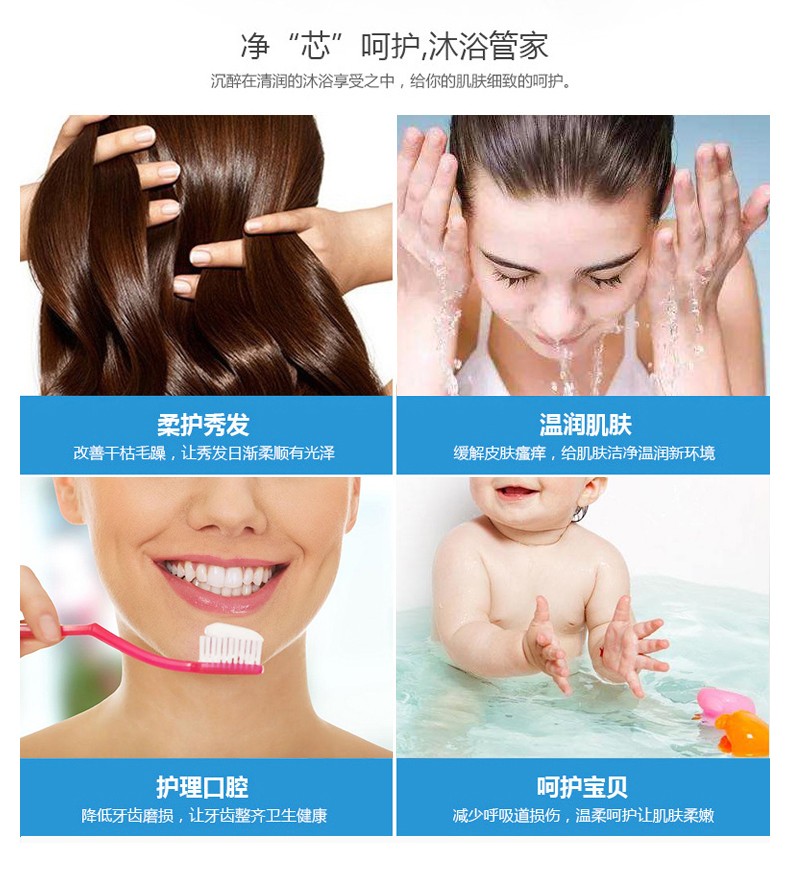 净“芯”呵护,沐浴管家
沉醉在清润的沐浴享受之中，给你的肌肤细致的呵护。
柔护秀发
改善干枯毛躁，让秀发日渐柔顺有光泽
温润肌肤
缓解皮肤瘙痒，给肌肤洁净温润新环境
护理口腔
降低牙齿磨损，让牙齿整齐卫生健康
呵护宝贝
减少呼吸道损伤，温柔呵护让肌肤柔嫩